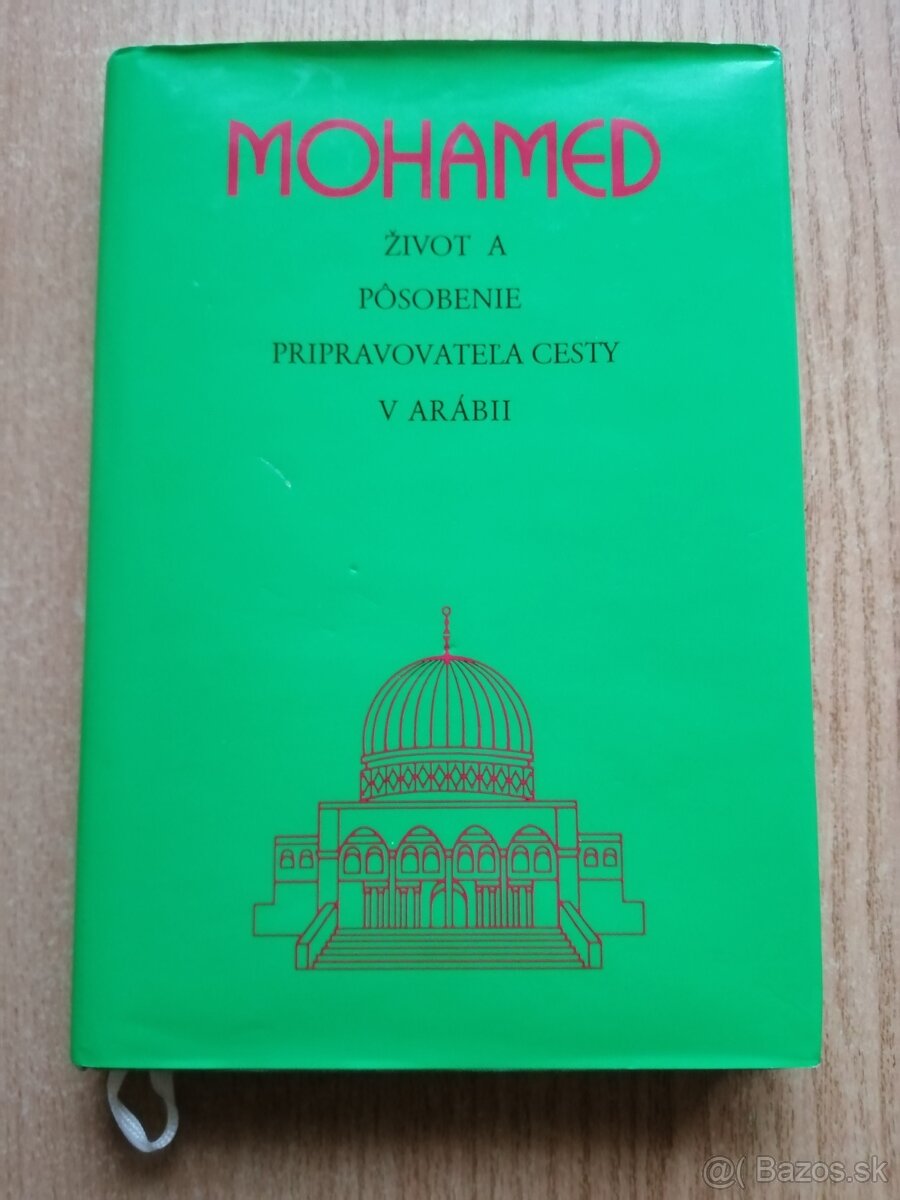 MOHAMED
ŽIVOT A
PÔSOBENIE
PRIPRAVOVATEĽA CESTY
V ARÁBII
@( Bazos.sk